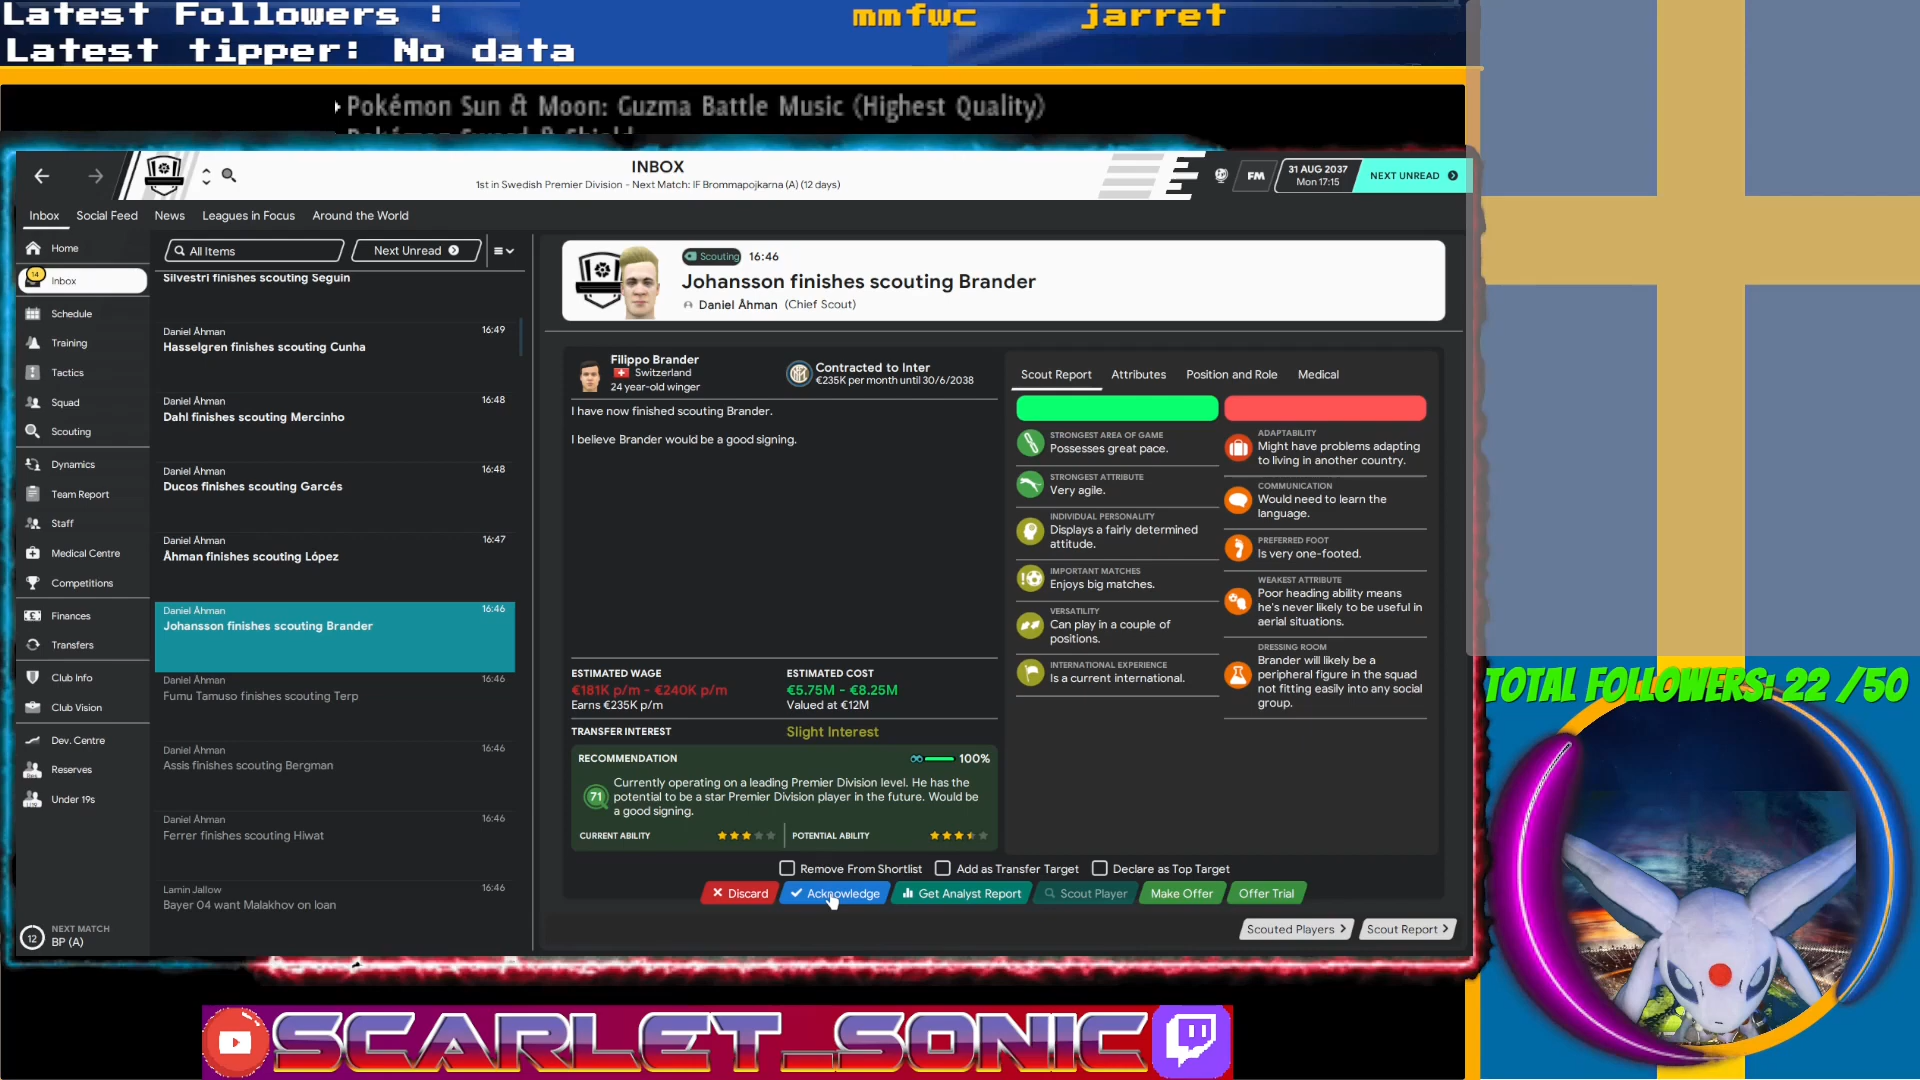 Latest Followers :
mmfwc jarret
Latest tipper: No data
Pokémon Sun & Moon: Guzma Battle Music (Highest Quality)
INBOX
1st in Swedish Premier Division - Next Match: IF Brommapojkarna (A) (12 days)
FM
31 AUG 2037
Mon 17:15
NEXT UNREAD
Inbox Social Feed News Leagues in Focus Around the World
Home
14
Inbox
Schedule
Training
Tactics
Squad
Scouting
Dynamics
Team Report
Staff
Medical Centre
Competitions
Finances
Transfers
Club Info
Club Vision
Dev. Centre
Reserves
Under 19s
12
NEXT MATCH
BP (A)
All Items
Next Unread
Silvestri finishes scouting Seguin
Daniel Åhman 16:49
Hasselgren finishes scouting Cunha
Daniel Åhman 16:48
Dahl finishes scouting Mercinho
Daniel Åhman 16:48
Ducos finishes scouting Garcés
Daniel Åhman 16:47
Åhman finishes scouting López
Daniel Åhman 16:46
Johansson finishes scouting Brander
Daniel Åhman 16:46
Fumu Tamuso finishes scouting Terp
Daniel Åhman 16:46
Assis finishes scouting Bergman
Daniel Åhman 16:46
Ferrer finishes scouting Hiwat
Lamin Jallow 16:46
Bayer 04 want Malakhov on loan
Scouting 16:46
Johansson finishes scouting Brander
Daniel Åhman (Chief Scout)
Filippo Brander
Switzerland
24 year-old winger
Contracted to Inter
€235K per month until 30/6/2038
I have now finished scouting Brander.
I believe Brander would be a good signing.
ESTIMATED WAGE
€181K p/m - €240K p/m
Earns €235K p/m
ESTIMATED COST
€5.75M - €8.25M
Valued at €12M
TRANSFER INTEREST Slight Interest
RECOMMENDATION 100%
71
Currently operating on a leading Premier Division level. He has the
potential to be a star Premier Division player in the future. Would be
a good signing.
CURRENT ABILITY POTENTIAL ABILITY
Scout Report Attributes Position and Role Medical
STRONGEST AREA OF GAME
Possesses great pace.
STRONGEST ATTRIBUTE
Very agile.
INDIVIDUAL PERSONALITY
Displays a fairly determined
attitude.
IMPORTANT MATCHES
Enjoys big matches.
VERSATILITY
Can play in a couple of
positions.
INTERNATIONAL EXPERIENCE
Is a current international.
ADAPTABILITY
Might have problems adapting
to living in another country.
COMMUNICATION
Would need to learn the
language.
PREFERRED FOOT
Is very one-footed.
WEAKEST ATTRIBUTE
Poor heading ability means
he's never likely to be useful in
aerial situations.
DRESSING ROOM
Brander will likely be a
peripheral figure in the squad
not fitting easily into any social
group.
Remove From Shortlist Add as Transfer Target Declare as Top Target
Discard Acknowledge Get Analyst Report Scout Player Make Offer Offer Trial
Scouted Players Scout Report
TOTAL FOLLOWERS: 22 /50
SCARLET_SONIC